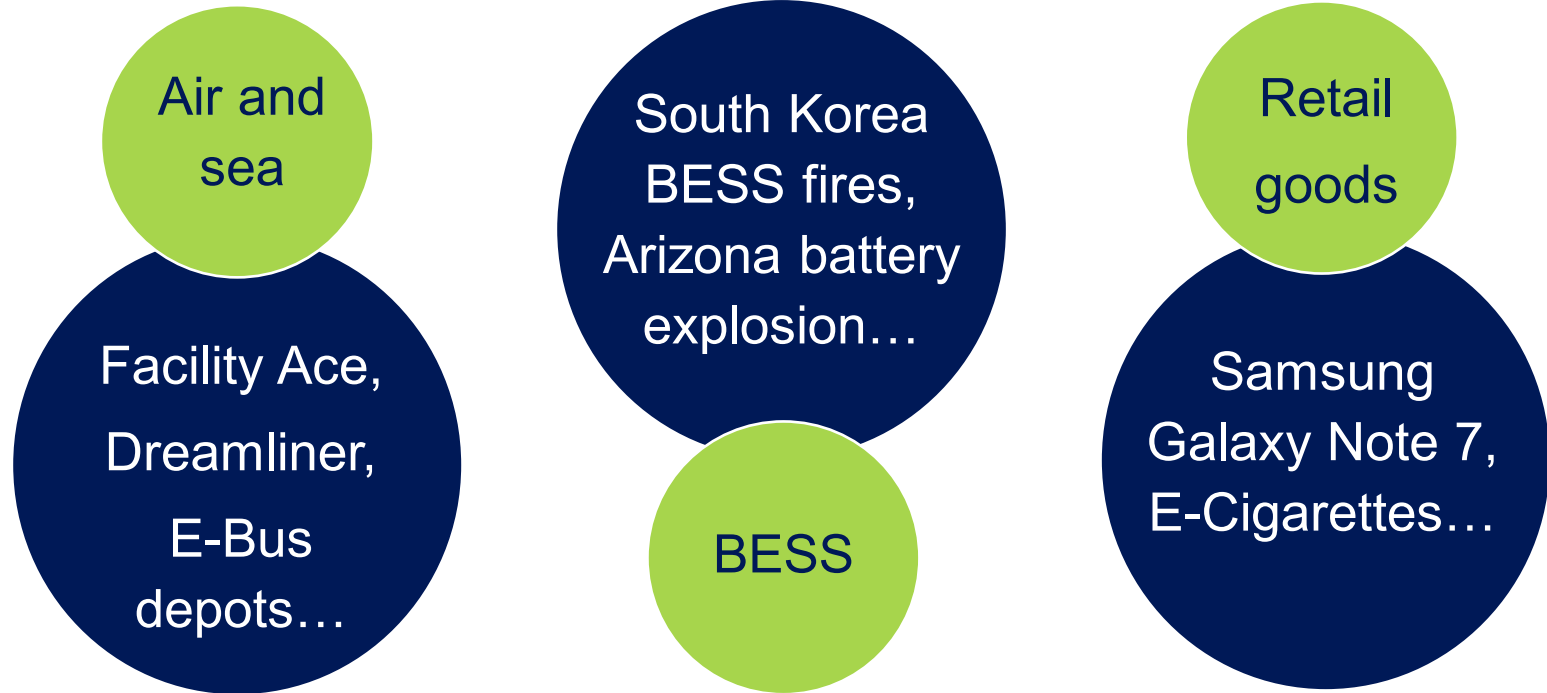 Air and
sea
Facility Ace,
Dreamliner,
E-Bus
depots…
South Korea
BESS fires,
Arizona battery
explosion…
BESS
Retail
goods
Samsung
Galaxy Note 7,
E-Cigarettes…